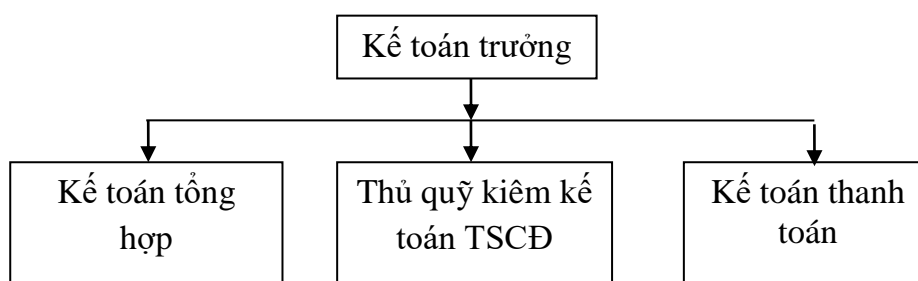 Kế toán trưởng
Kế toán tổng
hợp
Thủ quỹ kiêm kế
toán TSCĐ
Kế toán thanh
toán